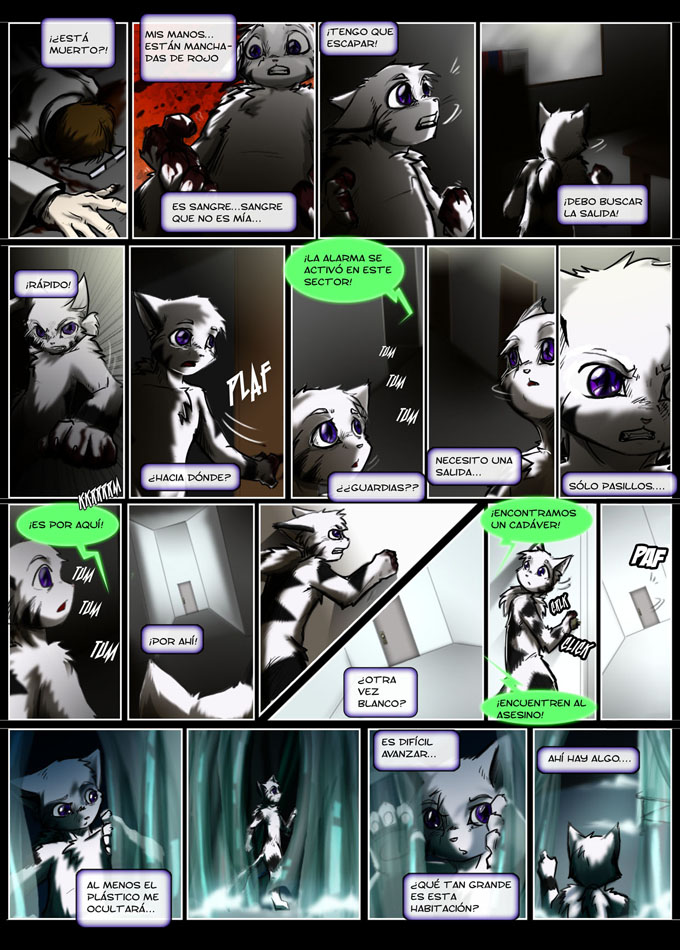 ¡¿ESTÁ
MUERTO?!
MIS MANOS...
ESTÁN MANCHA-
DAS DE ROJO
ES SANGRE...SANGRE
QUE NO ES MÍA...
¡TENGO QUE
ESCAPAR!
¡DEBO BUSCAR
LA SALIDA!
¡RÁPIDO!
KKRRRRRM
PLAF
¿HACIA DÓNDE?
¡LA ALARMA SE
ACTIVÓ EN ESTE
SECTOR!
TUM
TUM
TUM
¿¿GUARDIAS??
NECESITO UNA
SALIDA...
SÓLO PASILLOS....
¡ES POR AQUÍ!
TUM
TUM
TUM
¡POR AHÍ!
¿OTRA
VEZ
BLANCO?
¡ENCONTRAMOS
UN CADÁVER!
CLICK
¡ENCUENTREN AL
ASESINO!
PAF
AL MENOS EL
PLÁSTICO ME
OCULTARÁ...
ES DIFÍCIL
AVANZAR...
¿QUÉ TAN GRANDE
ES ESTA
HABITACIÓN?
AHÍ HAY ALGO....